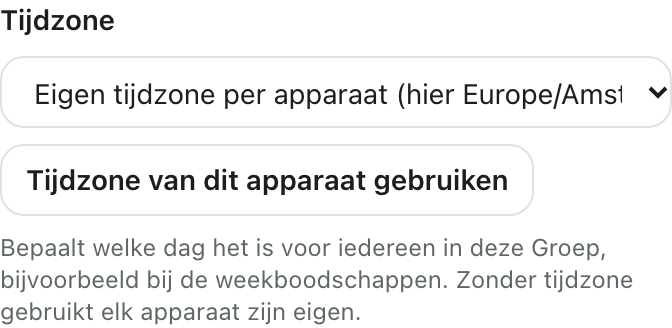 Tijdzone
Eigen tijdzone per apparaat (hier Europe/Amst
Tijdzone van dit apparaat gebruiken
Bepaalt welke dag het is voor iedereen in deze Groep,
bijvoorbeeld bij de weekboodschappen. Zonder tijdzone
gebruikt elk apparaat zijn eigen.